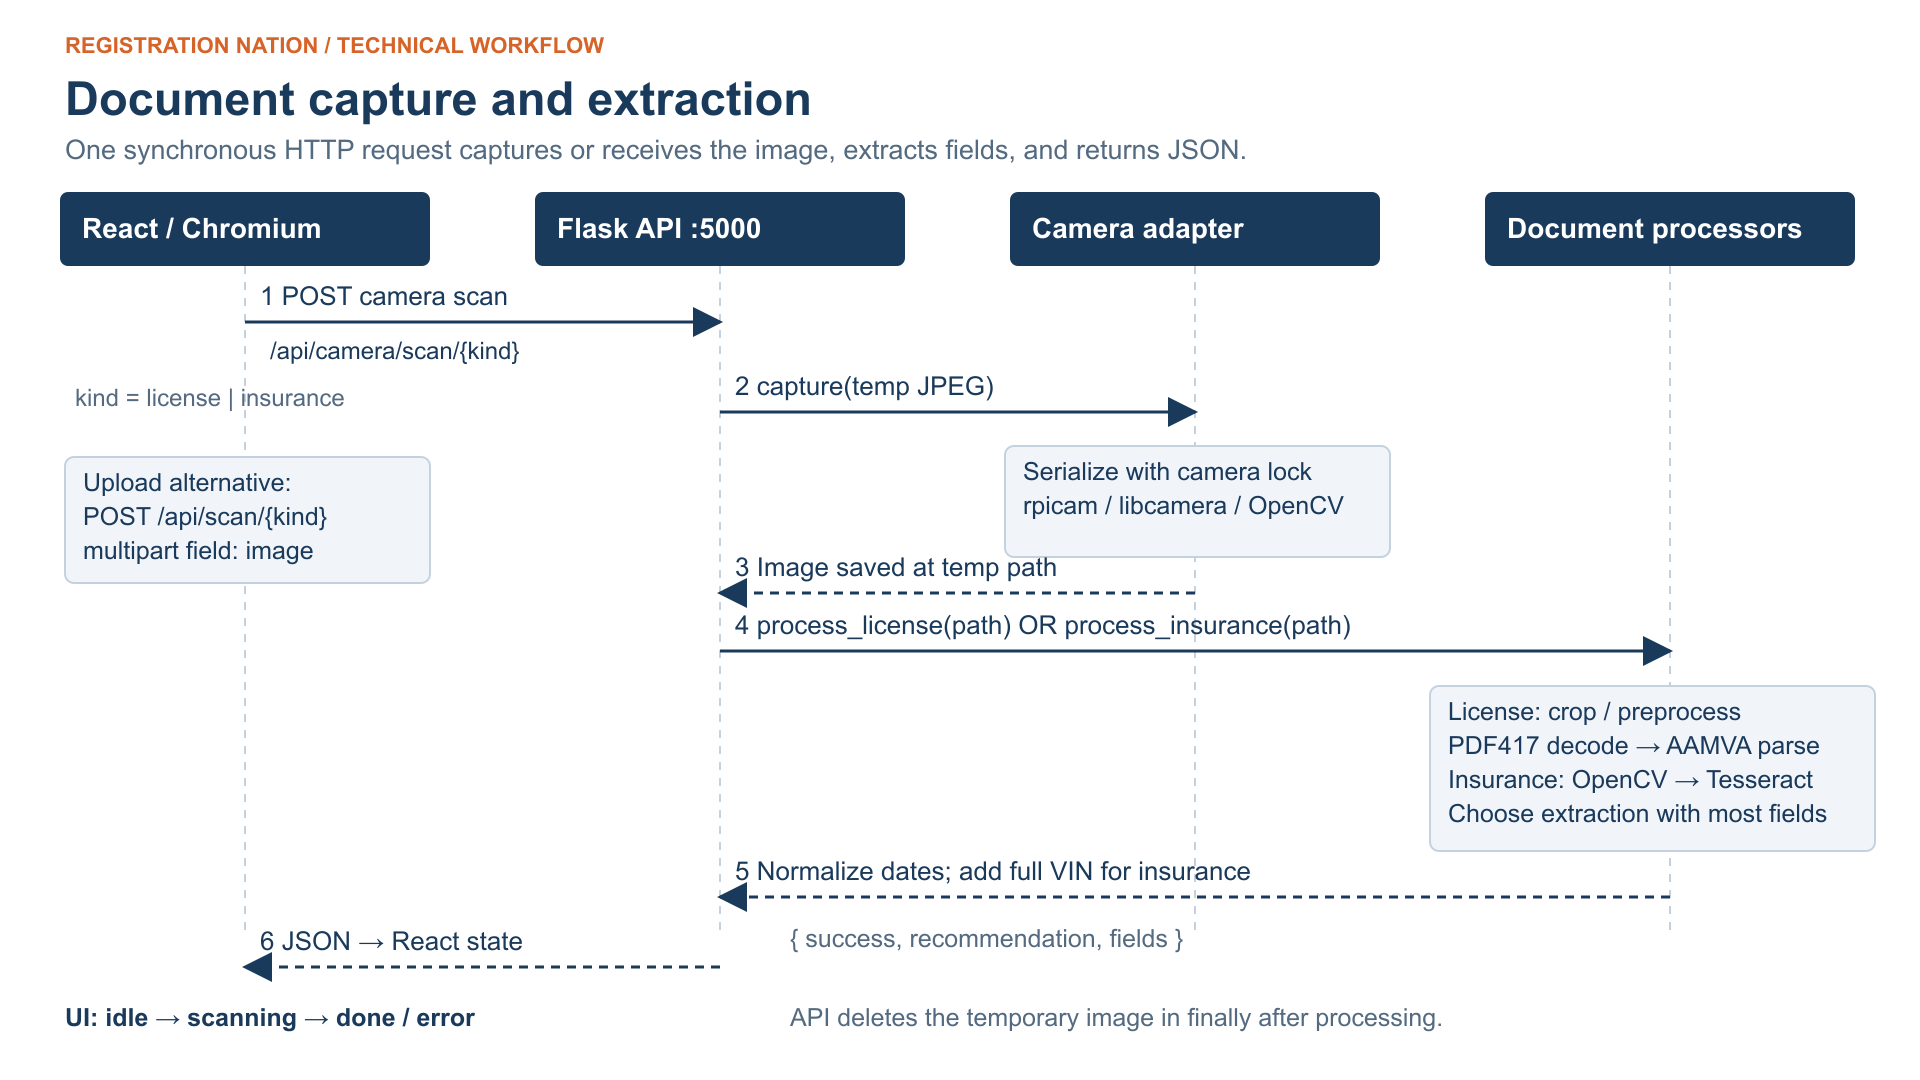 REGISTRATION NATION / TECHNICAL WORKFLOW
Document capture and extraction
One synchronous HTTP request captures or receives the image, extracts fields, and returns JSON.
React / Chromium
Flask API :5000
Camera adapter
Document processors
1 POST camera scan
/api/camera/scan/{kind}
kind = license | insurance
2 capture(temp JPEG)
Upload alternative:
POST /api/scan/{kind}
multipart field: image
Serialize with camera lock
rpicam / libcamera / OpenCV
3 Image saved at temp path
4 process_license(path) OR process_insurance(path)
License: crop / preprocess
PDF417 decode → AAMVA parse
Insurance: OpenCV → Tesseract
Choose extraction with most fields
5 Normalize dates; add full VIN for insurance
6 JSON → React state
{ success, recommendation, fields }
UI: idle → scanning → done / error
API deletes the temporary image in finally after processing.